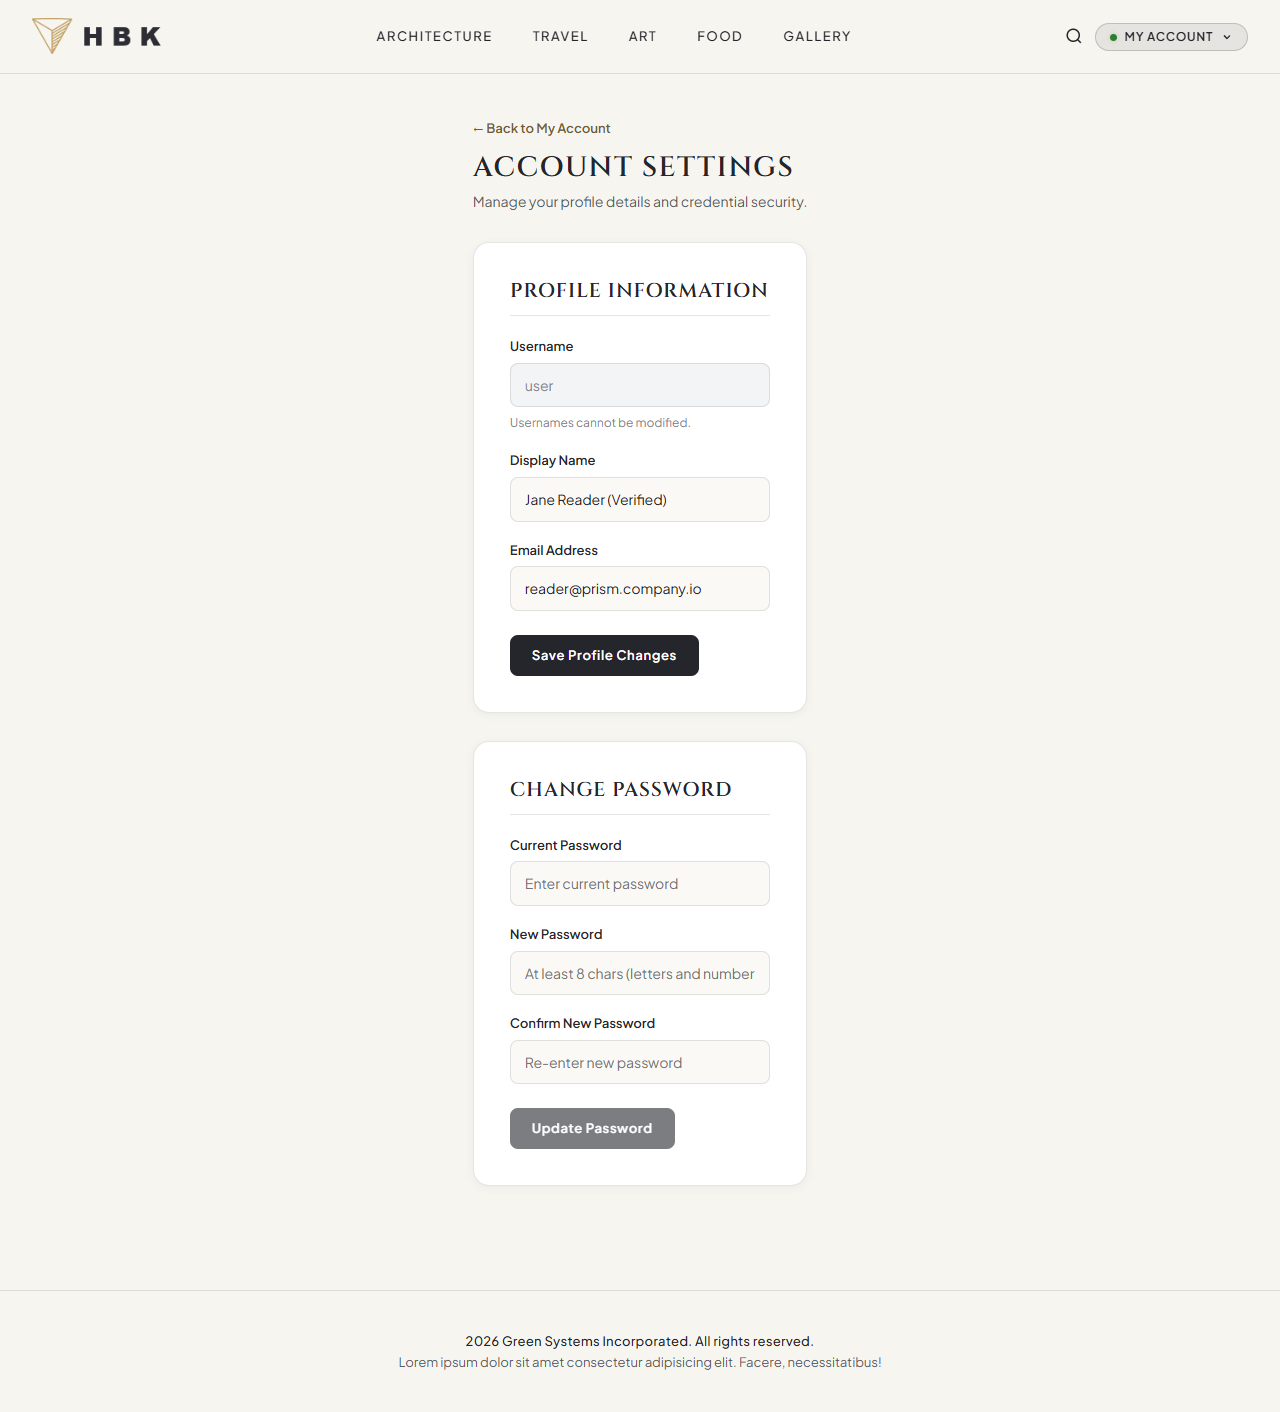 HBK
ARCHITECTURE TRAVEL ART FOOD GALLERY
MY ACCOUNT
← Back to My Account
ACCOUNT SETTINGS
Manage your profile details and credential security.
PROFILE INFORMATION
Username
user
Usernames cannot be modified.
Display Name
Jane Reader (Verified)
Email Address
reader@prism.company.io
Save Profile Changes
CHANGE PASSWORD
Current Password
Enter current password
New Password
At least 8 chars (letters and number
Confirm New Password
Re-enter new password
Update Password
2026 Green Systems Incorporated. All rights reserved.
Lorem ipsum dolor sit amet consectetur adipisicing elit. Facere, necessitatibus!